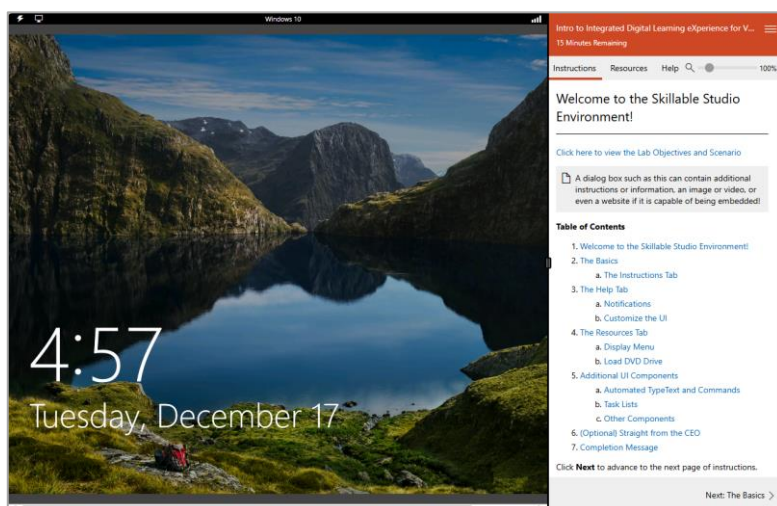 Windows 10
4:57
Tuesday, December 17
Intro to Integrated Digital Learning eXperience for V...
15 Minutes Remaining
Instructions Resources Help 100%
Welcome to the Skillable Studio
Environment!
Click here to view the Lab Objectives and Scenario
A dialog box such as this can contain additional
instructions or information, an image or video, or
even a website if it is capable of being embedded!
Table of Contents
1. Welcome to the Skillable Studio Environment!
2. The Basics
a. The Instructions Tab
3. The Help Tab
a. Notifications
b. Customize the UI
4. The Resources Tab
a. Display Menu
b. Load DVD Drive
5. Additional UI Components
a. Automated TypeText and Commands
b. Task Lists
c. Other Components
6. (Optional) Straight from the CEO
7. Completion Message
Click Next to advance to the next page of instructions.
Next: The Basics